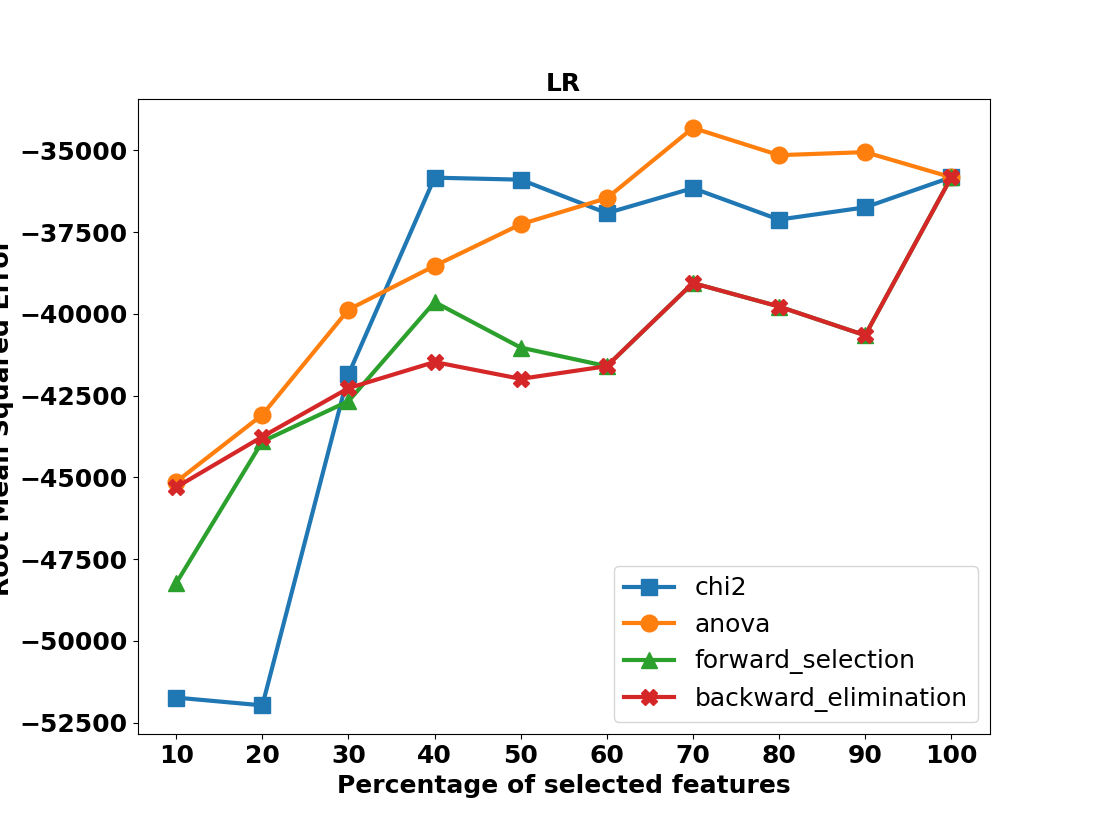 LR
−35000
−37500
−40000
−42500
−45000
−47500
−50000
−52500
Root Mean Squared Error
10 20 30 40 50 60 70 80 90 100
Percentage of selected features
chi2
anova
forward_selection
backward_elimination